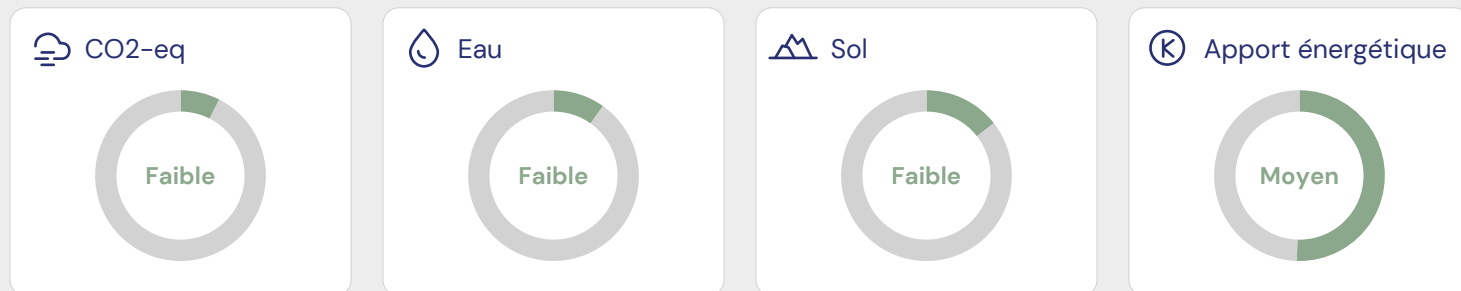 CO2-eq
Faible
Eau
Faible
Sol
Faible
Apport énergétique
Moyen